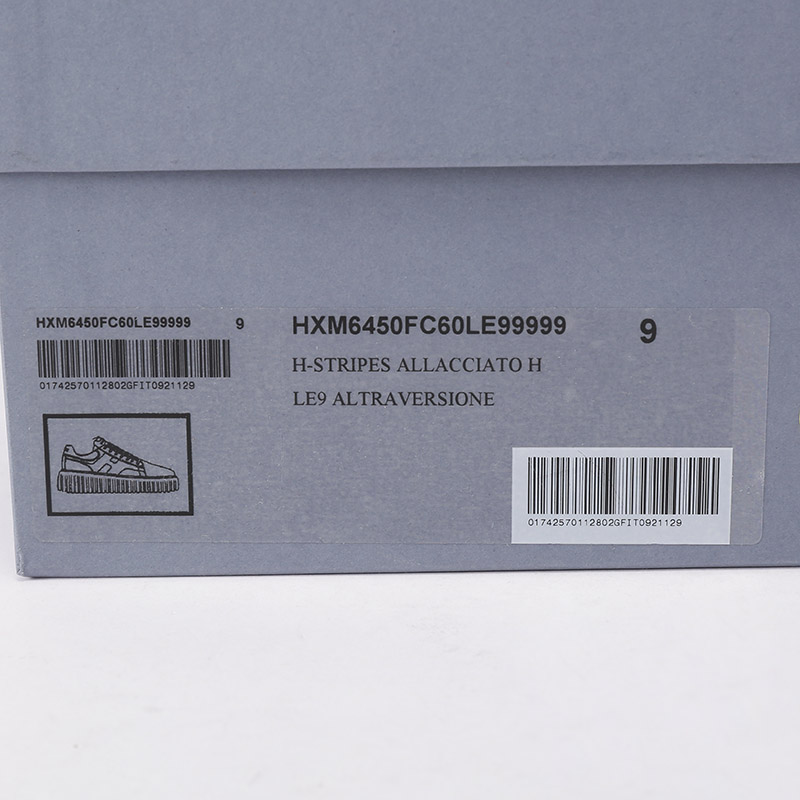 HXM6450FC60LE99999 9
01742570112802GFIT0921129
HXM6450FC60LE99999 9
H-STRIPES ALLACCIATO H
LE9 ALTRAVERSIONE
01742570112802GFIT0921129